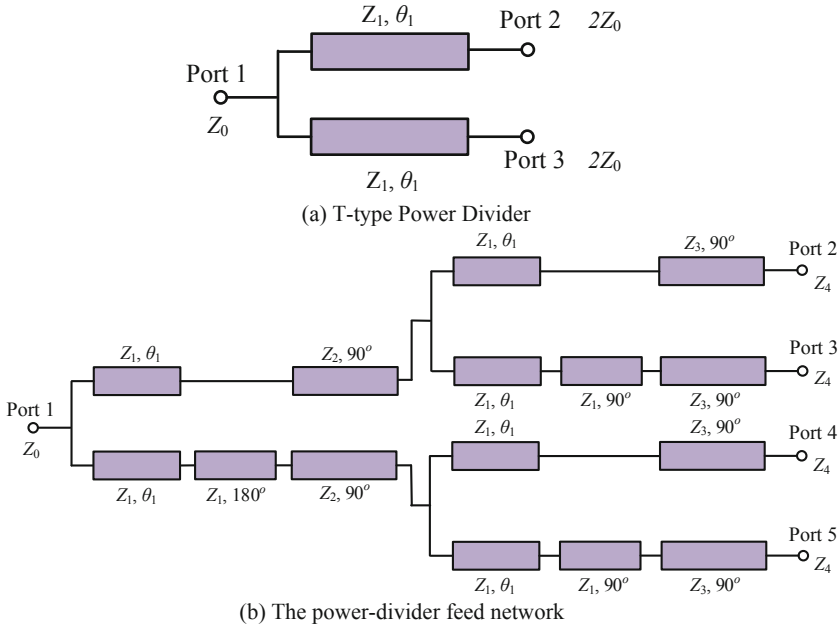 Z₁, θ₁
Port 2 2Z₀
Port 1
Z₀
Port 3 2Z₀
Z₁, θ₁
(a) T-type Power Divider
Z₁, θ₁ Z₃, 90ᵒ Port 2
Z₄
Z₁, θ₁ Z₂, 90ᵒ Port 3
Z₄
Port 1 Z₁, θ₁ Z₁, 90ᵒ Z₃, 90ᵒ
Z₀ Z₁, θ₁ Z₃, 90ᵒ Port 4
Z₄
Z₁, θ₁ Z₁, 180ᵒ Z₂, 90ᵒ
Port 5
Z₄
Z₁, θ₁ Z₁, 90ᵒ Z₃, 90ᵒ
(b) The power-divider feed network